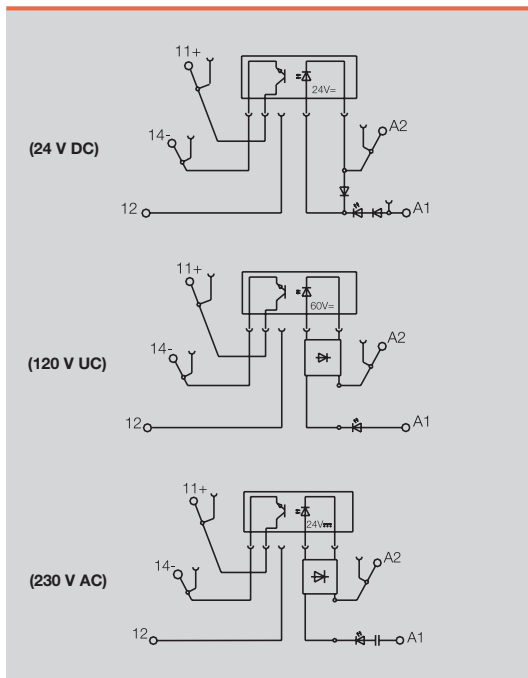 11+
24V=
14-
A2
(24 V DC)
12
A1
11+
60V=
14-
A2
(120 V UC)
12
A1
11+
24V⎓
14-
A2
(230 V AC)
12
A1